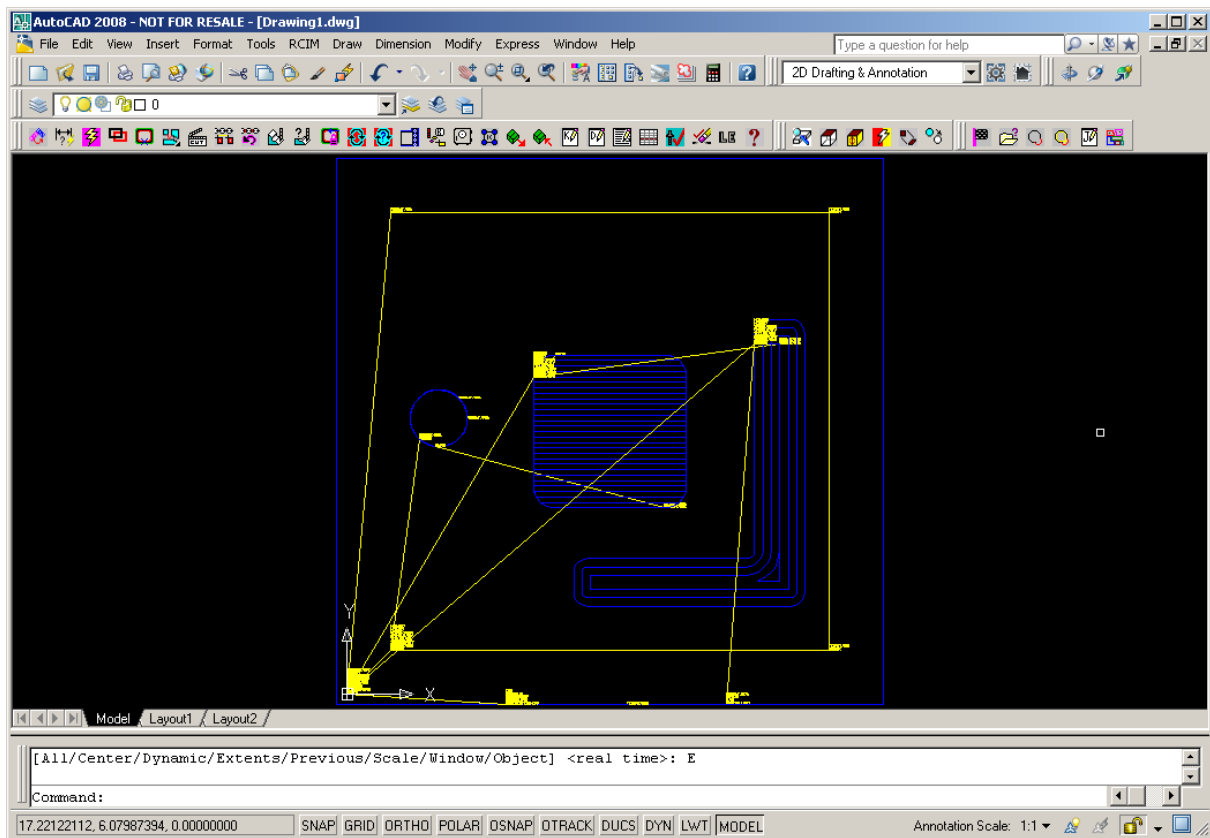 AutoCAD 2008 - NOT FOR RESALE - [Drawing1.dwg]
File Edit View Insert Format Tools RCIM Draw Dimension Modify Express Window Help Type a question for help
2D Drafting & Annotation
0
EDT K✓ D✓ LE ? J✓
Y
X
Model Layout1 Layout2
[All/Center/Dynamic/Extents/Previous/Scale/Window/Object] <real time>: E
Command:
17.22122112, 6.07987394, 0.00000000 SNAP GRID ORTHO POLAR OSNAP OTRACK DUCS DYN LWT MODEL Annotation Scale: 1:1